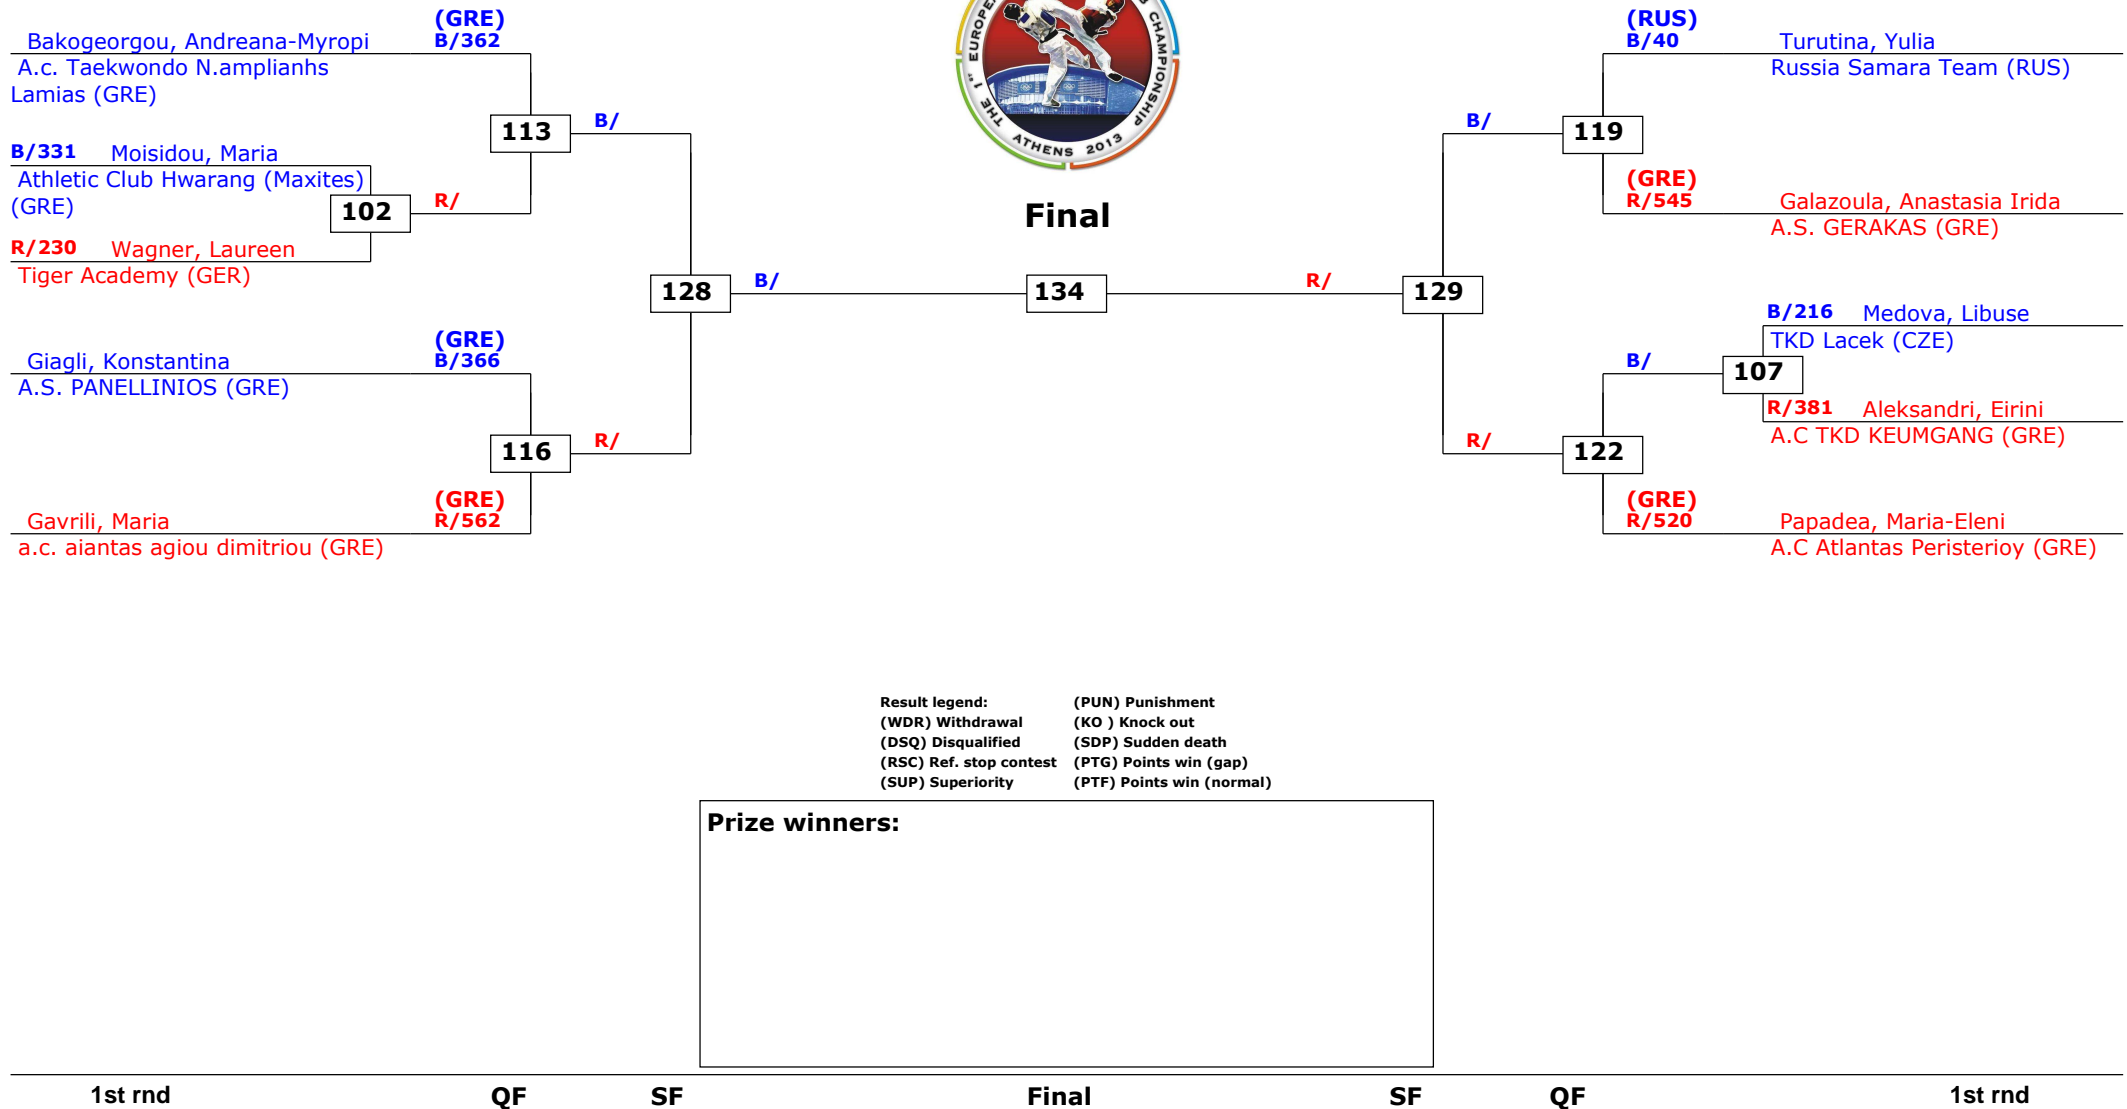 (GRE)
Bakogeorgou, Andreana-Myropi B/362
A.c. Taekwondo N.amplianhs
Lamias (GRE)
113
B/
B/331 Moisidou, Maria
Athletic Club Hwarang (Maxites)
(GRE)
102
R/
R/230 Wagner, Laureen
Tiger Academy (GER)
128
B/
(GRE)
Giagli, Konstantina B/366
A.S. PANELLINIOS (GRE)
116
R/
(GRE)
Gavrili, Maria R/562
a.c. aiantas agiou dimitriou (GRE)
THE 1st EUROPEAN
B CHAMPIONSHIP
ATHENS 2013
Final
134
R/
129
(RUS)
B/40 Turutina, Yulia
Russia Samara Team (RUS)
B/
119
(GRE)
R/545 Galazoula, Anastasia Irida
A.S. GERAKAS (GRE)
B/216 Medova, Libuse
TKD Lacek (CZE)
B/
107
R/381 Aleksandri, Eirini
A.C TKD KEUMGANG (GRE)
R/
122
(GRE)
R/520 Papadea, Maria-Eleni
A.C Atlantas Peristerioy (GRE)
Result legend: (PUN) Punishment
(WDR) Withdrawal (KO ) Knock out
(DSQ) Disqualified (SDP) Sudden death
(RSC) Ref. stop contest (PTG) Points win (gap)
(SUP) Superiority (PTF) Points win (normal)
Prize winners:
1st rnd QF SF Final SF QF 1st rnd